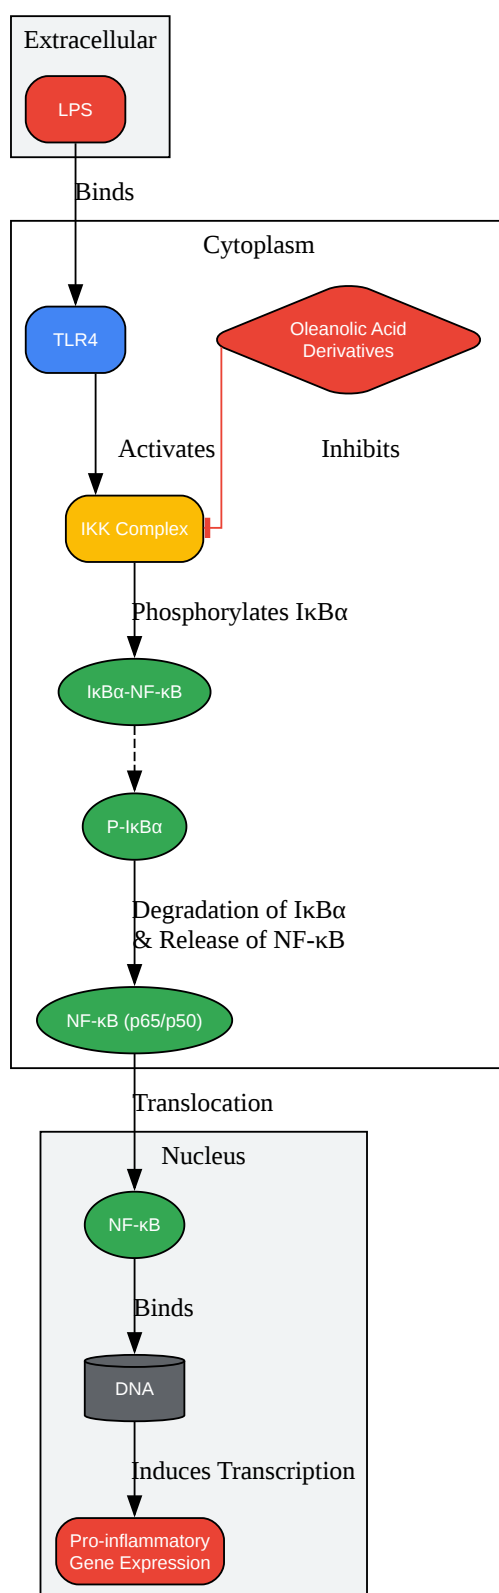 Extracellular
LPS
Binds
Cytoplasm
TLR4
Oleanolic Acid
Derivatives
Activates
Inhibits
IKK Complex
Phosphorylates IκBα
IκBα-NF-κB
P-IκBα
Degradation of IκBα
& Release of NF-κB
NF-κB (p65/p50)
Translocation
Nucleus
NF-κB
Binds
DNA
Induces Transcription
Pro-inflammatory
Gene Expression